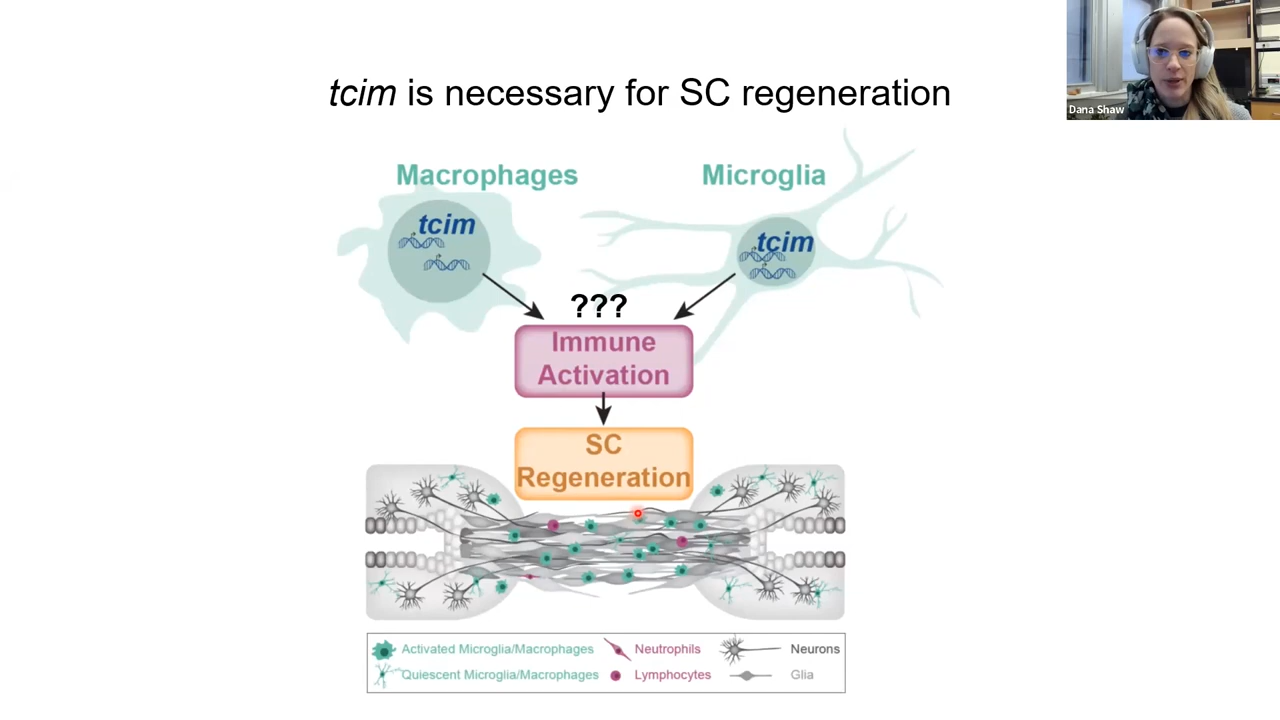 tcim is necessary for SC regeneration
Dana Shaw
Macrophages
Microglia
tcim
tcim
???
Immune
Activation
SC
Regeneration
Activated Microglia/Macrophages
Neutrophils
Neurons
Quiescent Microglia/Macrophages
Lymphocytes
Glia